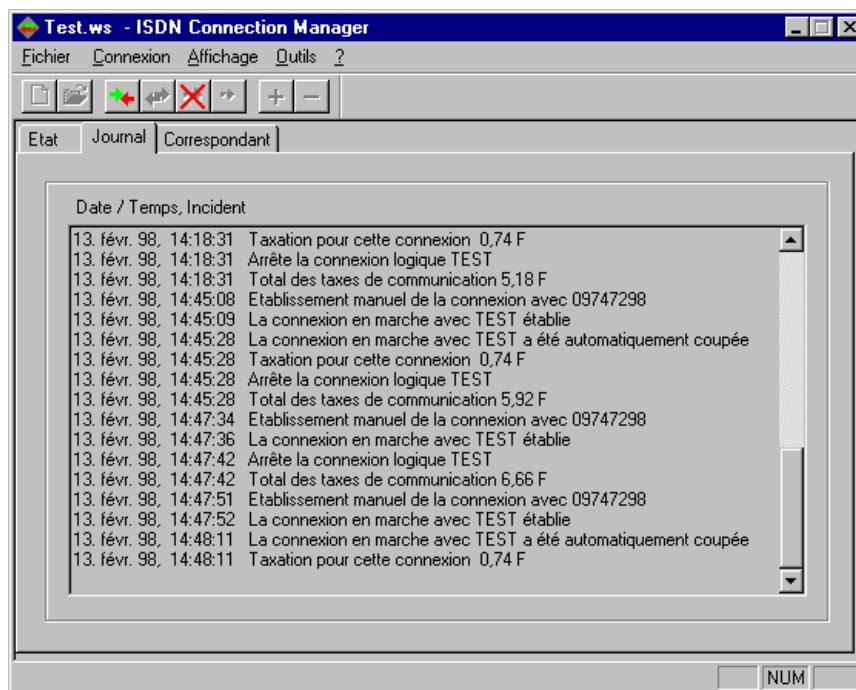 Test.ws - ISDN Connection Manager
Fichier Connexion Affichage Outils ?
Etat Journal Correspondant
Date / Temps, Incident
13. févr. 98, 14:18:31 Taxation pour cette connexion 0,74 F
13. févr. 98, 14:18:31 Arrête la connexion logique TEST
13. févr. 98, 14:18:31 Total des taxes de communication 5,18 F
13. févr. 98, 14:45:08 Etablissement manuel de la connexion avec 09747298
13. févr. 98, 14:45:09 La connexion en marche avec TEST établie
13. févr. 98, 14:45:28 La connexion en marche avec TEST a été automatiquement coupée
13. févr. 98, 14:45:28 Taxation pour cette connexion 0,74 F
13. févr. 98, 14:45:28 Arrête la connexion logique TEST
13. févr. 98, 14:45:28 Total des taxes de communication 5,92 F
13. févr. 98, 14:47:34 Etablissement manuel de la connexion avec 09747298
13. févr. 98, 14:47:36 La connexion en marche avec TEST établie
13. févr. 98, 14:47:42 Arrête la connexion logique TEST
13. févr. 98, 14:47:42 Total des taxes de communication 6,66 F
13. févr. 98, 14:47:51 Etablissement manuel de la connexion avec 09747298
13. févr. 98, 14:47:52 La connexion en marche avec TEST établie
13. févr. 98, 14:48:11 La connexion en marche avec TEST a été automatiquement coupée
13. févr. 98, 14:48:11 Taxation pour cette connexion 0,74 F
NUM